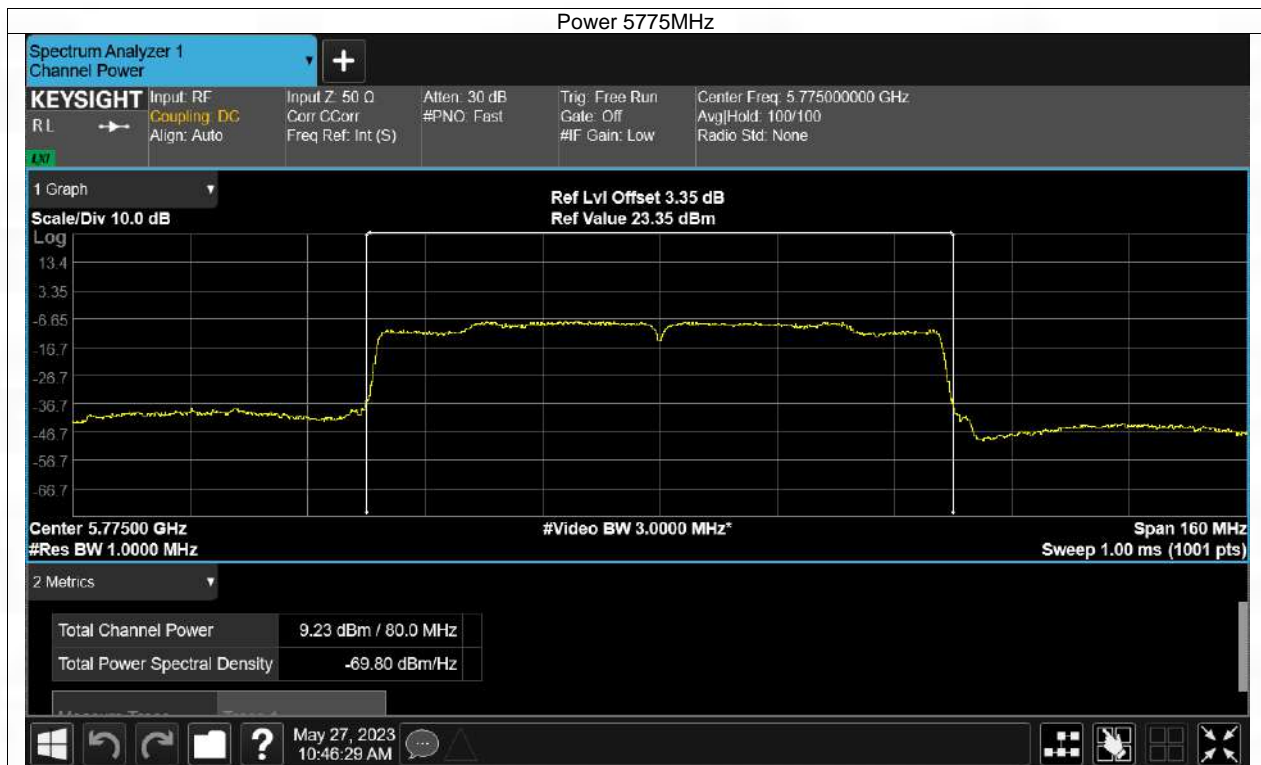 Power 5775MHz
Spectrum Analyzer 1
Channel Power
KEYSIGHT
RL
LXI
Input: RF
Coupling: DC
Align: Auto
Input Z: 50 Ω
Corr CCorr
Freq Ref: Int (S)
Atten: 30 dB
#PNO: Fast
Trig: Free Run
Gate: Off
#IF Gain: Low
Center Freq: 5.775000000 GHz
Avg|Hold: 100/100
Radio Std: None
1 Graph
Scale/Div 10.0 dB
Ref Lvl Offset 3.35 dB
Ref Value 23.35 dBm
Log
13.4
3.35
-6.65
-16.7
-26.7
-36.7
-46.7
-56.7
-66.7
Center 5.77500 GHz
#Res BW 1.0000 MHz
#Video BW 3.0000 MHz*
Span 160 MHz
Sweep 1.00 ms (1001 pts)
2 Metrics
Total Channel Power 9.23 dBm / 80.0 MHz
Total Power Spectral Density -69.80 dBm/Hz
May 27, 2023
10:46:29 AM